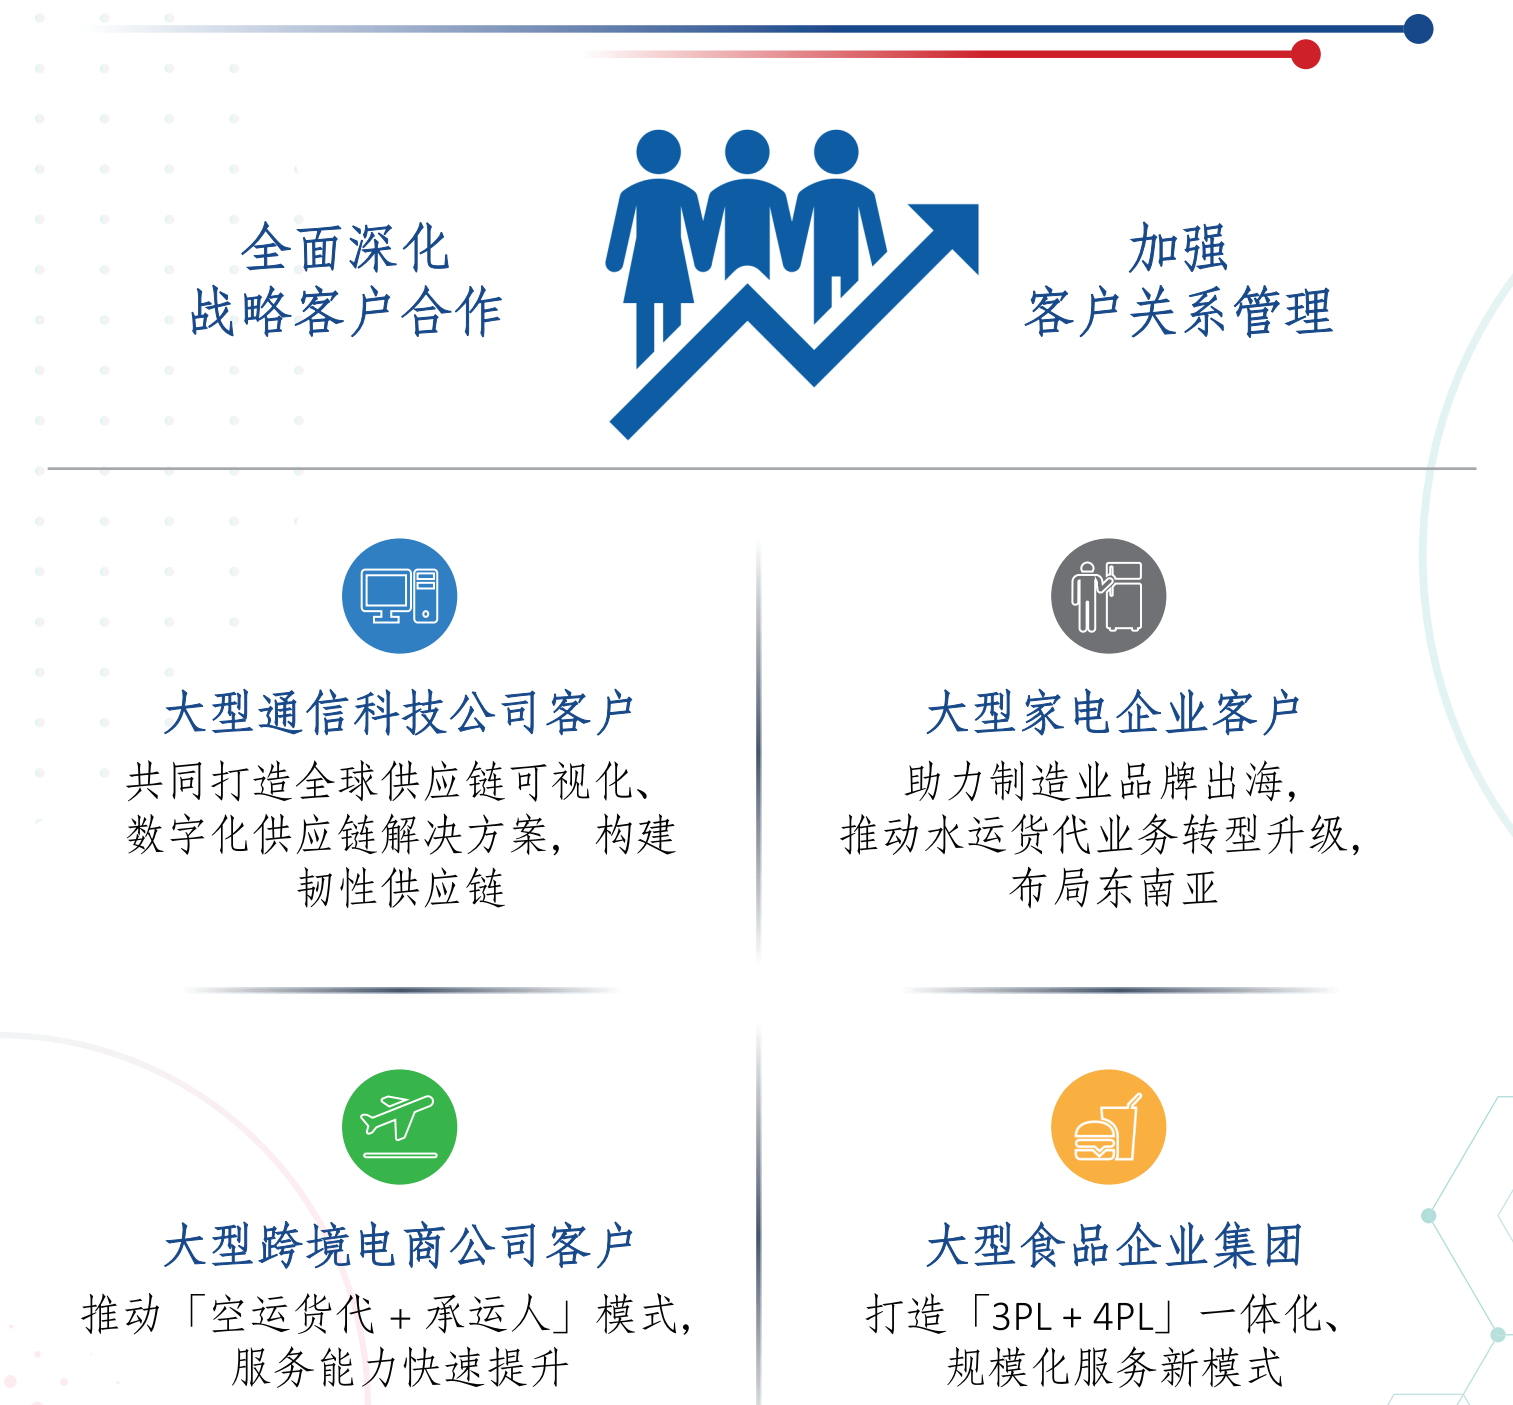 全面深化
战略客户合作
加强
客户关系管理
大型通信科技公司客户
共同打造全球供应链可视化、
数字化供应链解决方案，构建
韧性供应链
大型家电企业客户
助力制造业品牌出海，
推动水运货代业务转型升级，
布局东南亚
大型跨境电商公司客户
推动「空运货代 + 承运人」模式，
服务能力快速提升
大型食品企业集团
打造「3PL + 4PL」一体化、
规模化服务新模式